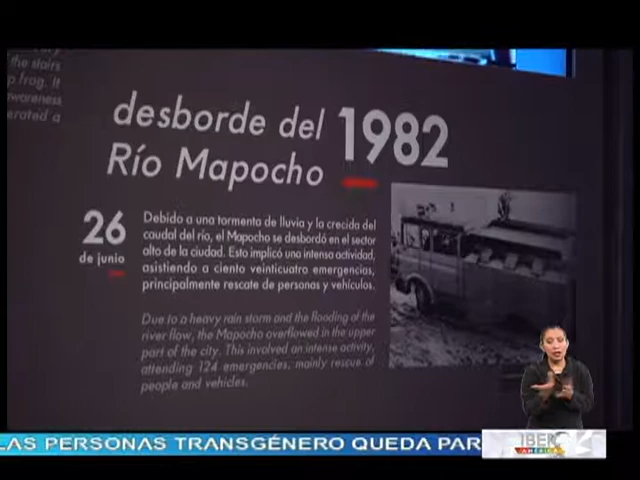 the stairs
p frog. It
awareness
erated a
desborde del
Río Mapocho
1982
26
de junio
Debido a una tormenta de lluvia y la crecida del
caudal del río, el Mapocho se desbordó en el sector
alto de la ciudad. Esto implicó una intensa actividad,
asistiendo a ciento veinticuatro emergencias,
principalmente rescate de personas y vehículos.
Due to a heavy rain storm and the flooding of the
river flow, the Mapocho overflowed in the upper
part of the city. This involved an intense activity,
attending 124 emergencies, mainly rescue of
people and vehicles.
LAS PERSONAS TRANSGÉNERO QUEDA PAR
IBER
AMÉRICA